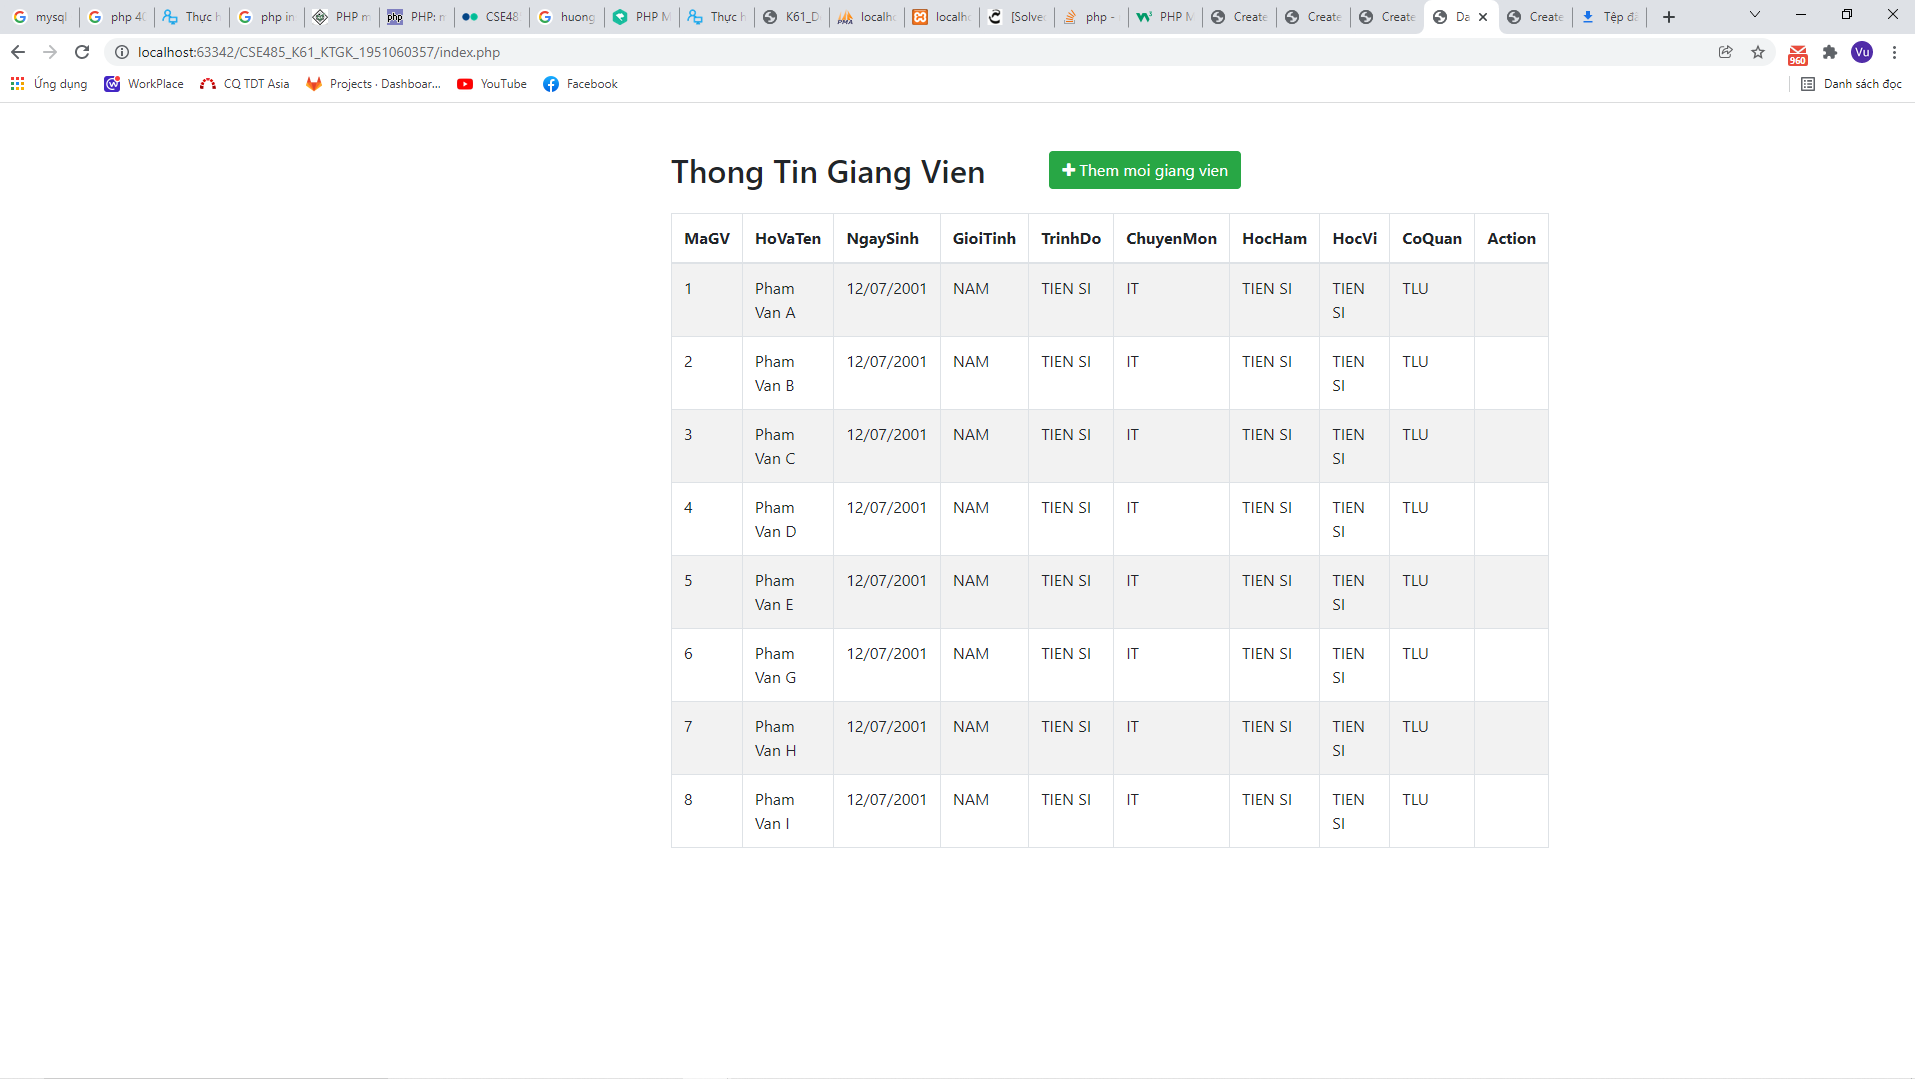 mysql php 4( Thực h php in PHP m PHP: r CSE48 huong PHP M Thực h K61_D localho localho [Solve php - PHP M Create Create Create Da Create Tệp đã
localhost:63342/CSE485_K61_KTGK_1951060357/index.php 960 Vu
Ứng dụng WorkPlace CQ TDT Asia Projects · Dashboar... YouTube Facebook Danh sách đọc
Thong Tin Giang Vien Them moi giang vien
MaGV HoVaTen NgaySinh GioiTinh TrinhDo ChuyenMon HocHam HocVi CoQuan Action
1 Pham Van A 12/07/2001 NAM TIEN SI IT TIEN SI TIEN SI TLU
2 Pham Van B 12/07/2001 NAM TIEN SI IT TIEN SI TIEN SI TLU
3 Pham Van C 12/07/2001 NAM TIEN SI IT TIEN SI TIEN SI TLU
4 Pham Van D 12/07/2001 NAM TIEN SI IT TIEN SI TIEN SI TLU
5 Pham Van E 12/07/2001 NAM TIEN SI IT TIEN SI TIEN SI TLU
6 Pham Van G 12/07/2001 NAM TIEN SI IT TIEN SI TIEN SI TLU
7 Pham Van H 12/07/2001 NAM TIEN SI IT TIEN SI TIEN SI TLU
8 Pham Van I 12/07/2001 NAM TIEN SI IT TIEN SI TIEN SI TLU